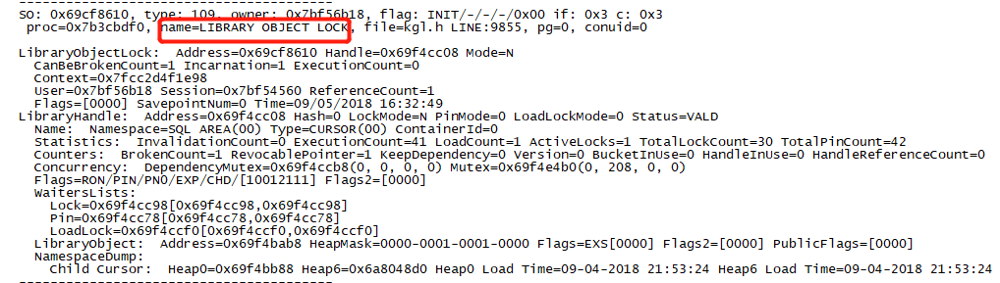 ----------------------------------------
SO: 0x69cf8610, type: 109, owner: 0x7bf56b18, flag: INIT/-/-/-/0x00 if: 0x3 c: 0x3
proc=0x7b3cbdf0, name=LIBRARY OBJECT LOCK, file=kgl.h LINE:9855, pg=0, conuid=0
LibraryObjectLock: Address=0x69cf8610 Handle=0x69f4cc08 Mode=N
CanBeBrokenCount=1 Incarnation=1 ExecutionCount=0
Context=0x7fcc2d4f1e98
User=0x7bf56b18 Session=0x7bf54560 ReferenceCount=1
Flags=[0000] SavepointNum=0 Time=09/05/2018 16:32:49
LibraryHandle: Address=0x69f4cc08 Hash=0 LockMode=N PinMode=0 LoadLockMode=0 Status=VALD
Name: Namespace=SQL AREA(00) Type=CURSOR(00) ContainerId=0
Statistics: InvalidationCount=0 ExecutionCount=41 LoadCount=1 ActiveLocks=1 TotalLockCount=30 TotalPinCount=42
Counters: BrokenCount=1 RevocablePointer=1 KeepDependency=0 Version=0 BucketInUse=0 HandleInUse=0 HandleReferenceCount=0
Concurrency: DependencyMutex=0x69f4ccb8(0, 0, 0, 0) Mutex=0x69f4e4b0(0, 208, 0, 0)
Flags=RON/PIN/PN0/EXP/CHD/[10012111] Flags2=[0000]
WaitersLists:
Lock=0x69f4cc98[0x69f4cc98,0x69f4cc98]
Pin=0x69f4cc78[0x69f4cc78,0x69f4cc78]
LoadLock=0x69f4ccf0[0x69f4ccf0,0x69f4ccf0]
LibraryObject: Address=0x69f4bab8 HeapMask=0000-0001-0001-0000 Flags=EXS[0000] Flags2=[0000] PublicFlags=[0000]
NamespaceDump:
Child Cursor: Heap0=0x69f4bb88 Heap6=0x6a8048d0 Heap0 Load Time=09-04-2018 21:53:24 Heap6 Load Time=09-04-2018 21:53:24
----------------------------------------